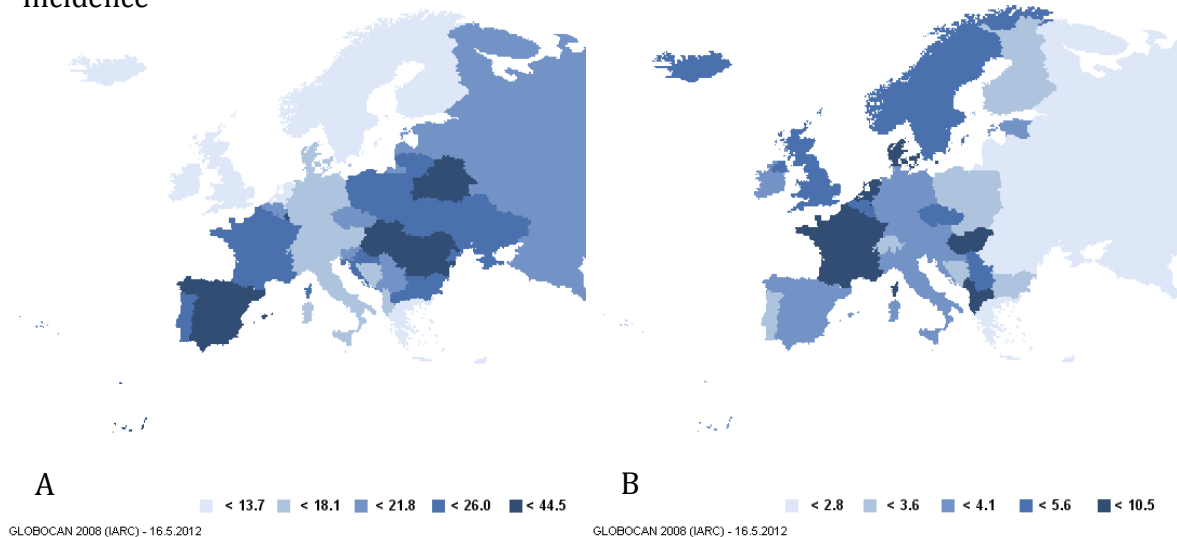 Incidence
A
< 13.7 < 18.1 < 21.8 < 26.0 < 44.5
GLOBOCAN 2008 (IARC) - 16.5.2012
B
< 2.8 < 3.6 < 4.1 < 5.6 < 10.5
GLOBOCAN 2008 (IARC) - 16.5.2012